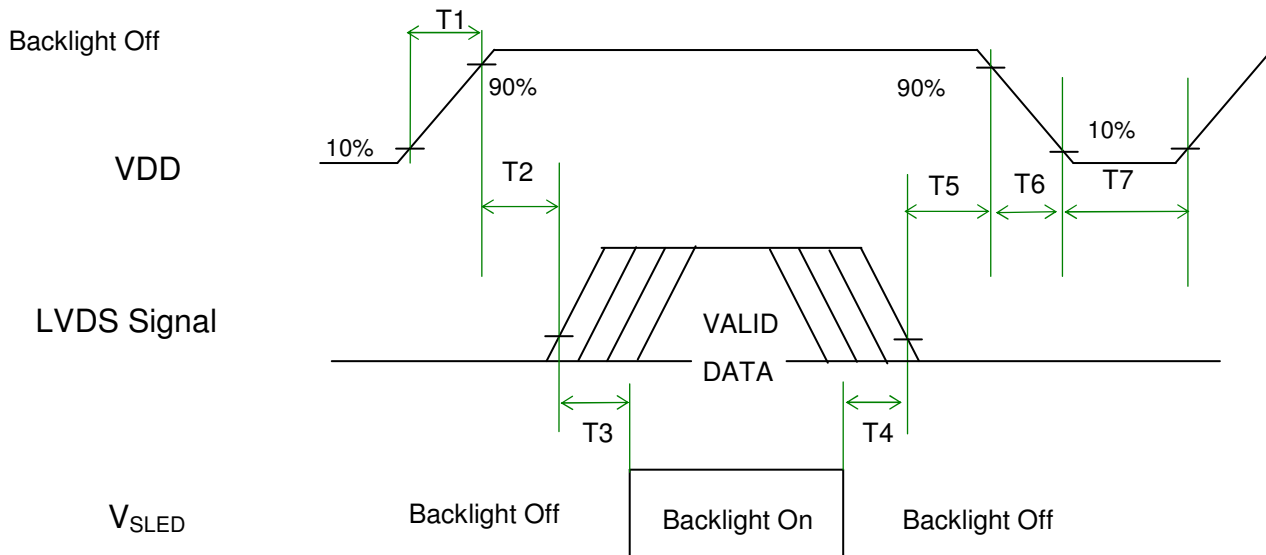 T1
Backlight Off
90%
90%
10%
10%
VDD
T2
T5
T6
T7
LVDS Signal
VALID
DATA
T3
T4
VSLED
Backlight Off
Backlight On
Backlight Off